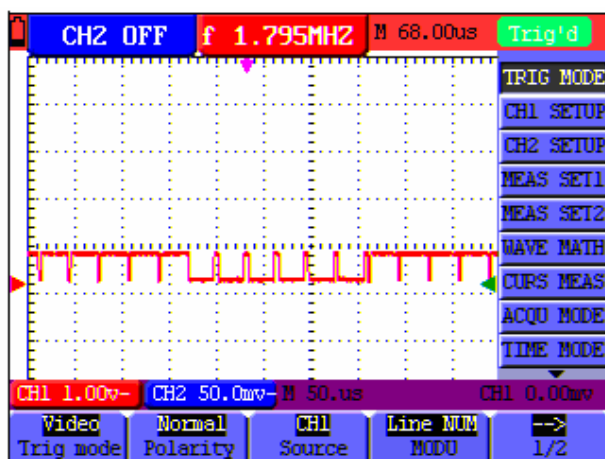 CH2 OFF f 1.795MHZ M 68.00us Trig'd
TRIG MODE
CH1 SETUP
CH2 SETUP
MEAS SET1
MEAS SET2
WAVE MATH
CURS MEAS
ACQU MODE
TIME MODE
CH1 1.00v- CH2 50.0mv- M 50.us CH1 0.00mv
Video Normal CH1 Line NUM -->
Trig mode Polarity Source MODU 1/2